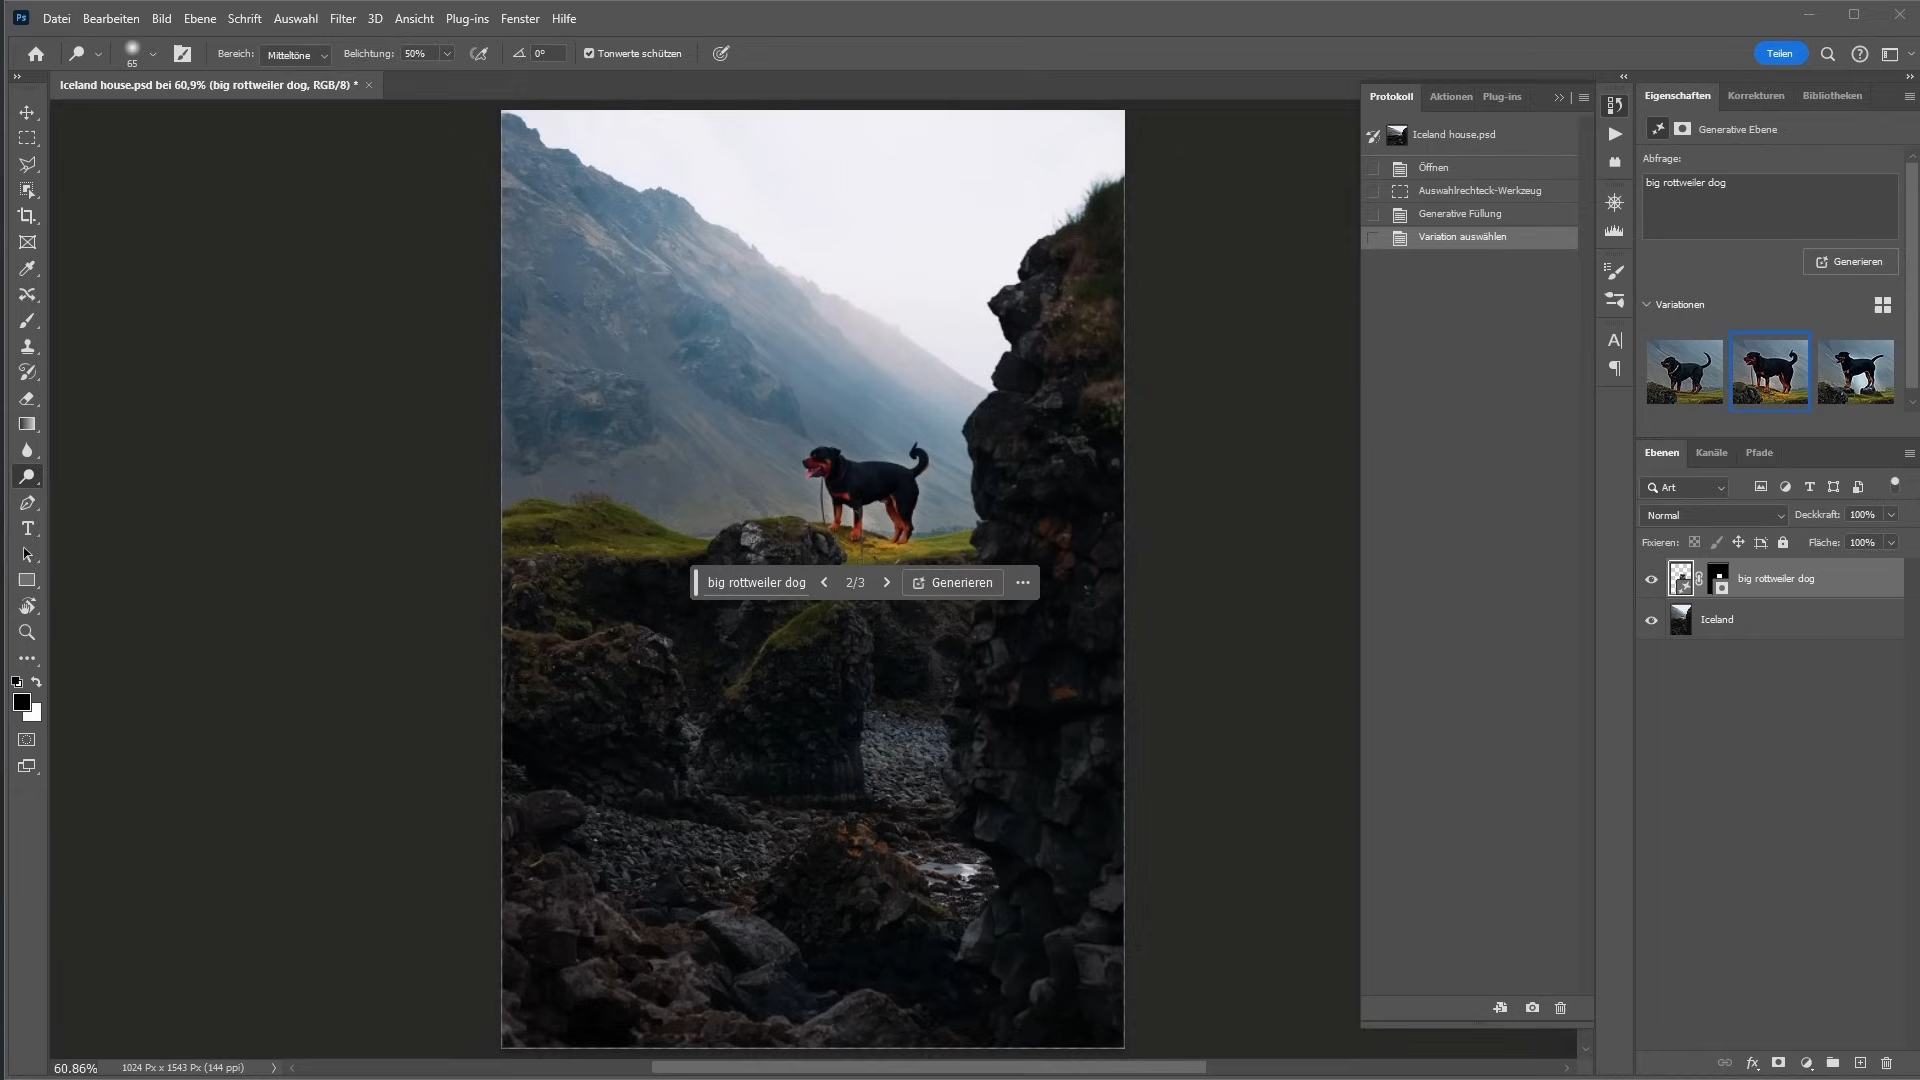 Ps Datei Bearbeiten Bild Ebene Schrift Auswahl Filter 3D Ansicht Plug-ins Fenster Hilfe
65 Bereich: Mitteltöne Belichtung: 50% 0° Tonwerte schützen Teilen
Iceland house.psd bei 60,9% (big rottweiler dog, RGB/8) *
Protokoll Aktionen Plug-ins
Iceland house.psd
Öffnen
Auswahlrechteck-Werkzeug
Generative Füllung
Variation auswählen
Eigenschaften Korrekturen Bibliotheken
Generative Ebene
Abfrage:
big rottweiler dog
Generieren
Variationen
Ebenen Kanäle Pfade
Art
Normal Deckkraft: 100%
Fixieren: Fläche: 100%
big rottweiler dog
Iceland
big rottweiler dog 2/3 Generieren
60.86% 1024 Px x 1543 Px (144 ppi)